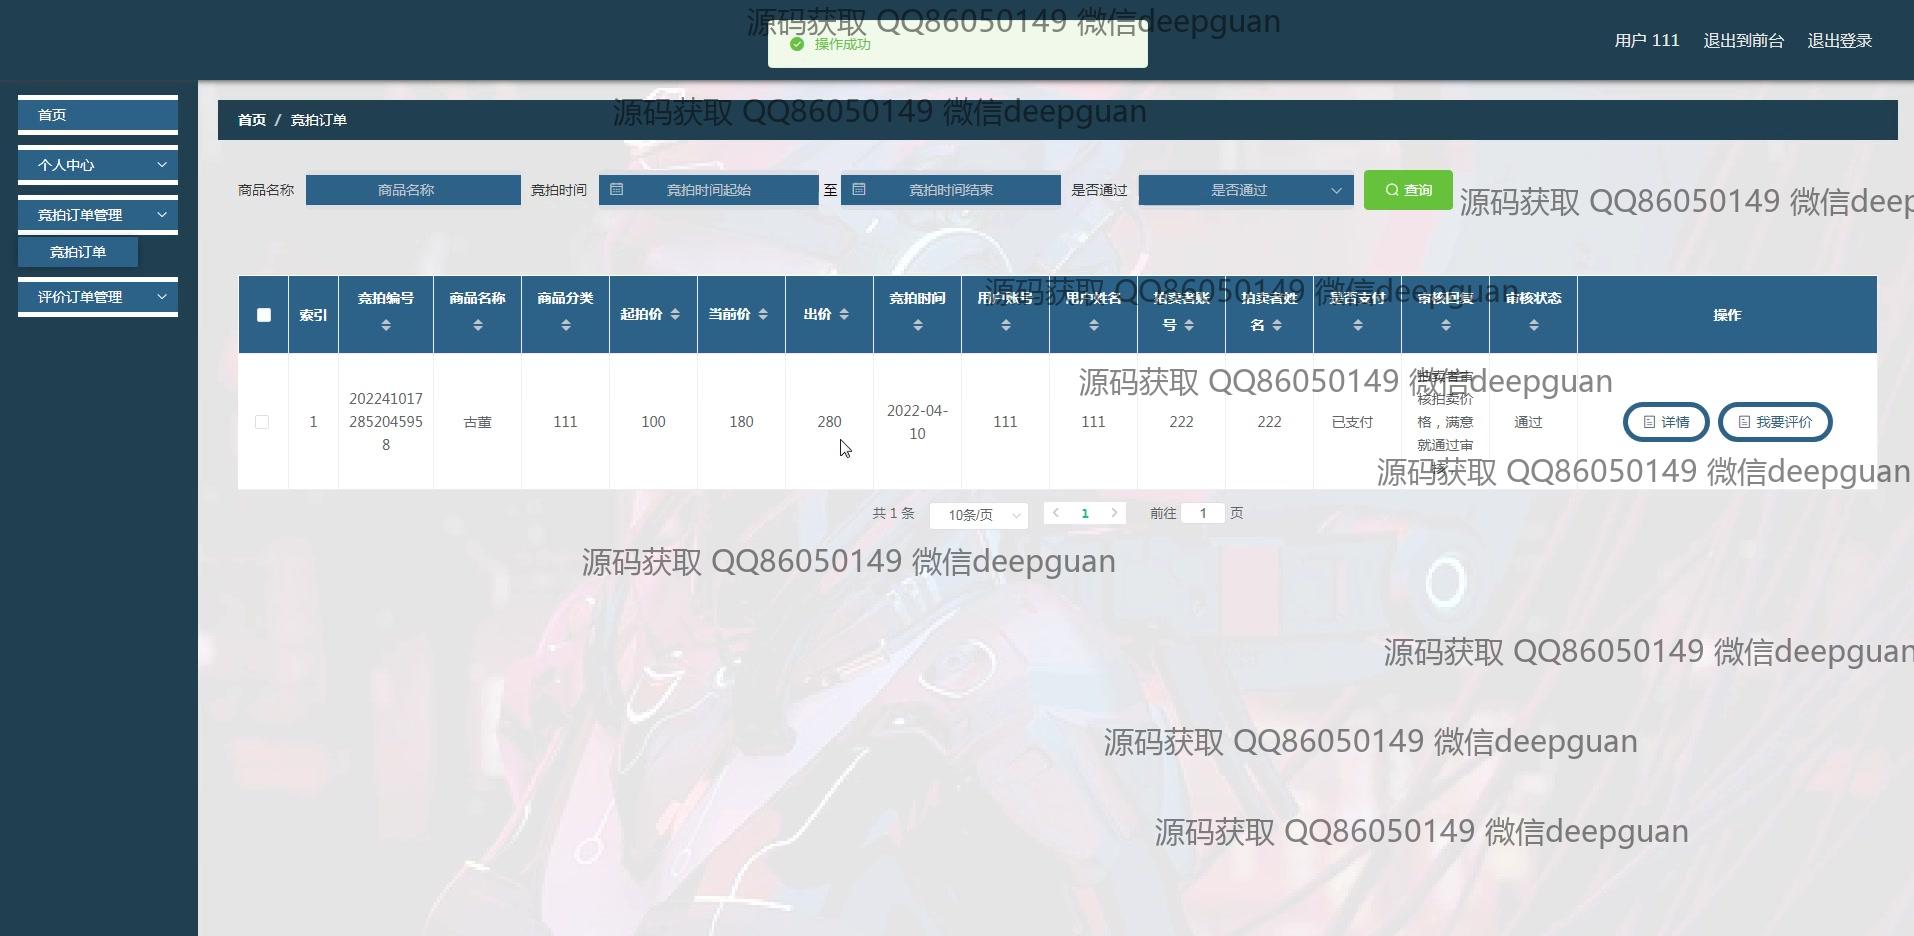 源码获取 QQ86050149 微信deepguan
操作成功
用户 111 退出到前台 退出登录
首页
个人中心
竞拍订单管理
竞拍订单
评价订单管理
首页 / 竞拍订单
源码获取 QQ86050149 微信deepguan
商品名称 商品名称 竞拍时间 竞拍时间起始 至 竞拍时间结束 是否通过 是否通过 查询
源码获取 QQ86050149 微信deep
源码获取 QQ86050149 微信deepguan
索引 竞拍编号 商品名称 商品分类 起拍价 当前价 出价 竞拍时间 用户账号 用户姓名 拍卖者账号 拍卖者姓名 是否支付 审核回复 审核状态 操作
源码获取 QQ86050149 微信deepguan
1 202241017 古董 111 100 180 280 2022-04- 111 111 222 222 已支付 通过 详情 我要评价
285204595
8
10
核拍卖价
格，满意
就通过审
源码获取 QQ86050149 微信deepguan
共 1 条 10条/页 1 前往 1 页
源码获取 QQ86050149 微信deepguan
源码获取 QQ86050149 微信deepguan
源码获取 QQ86050149 微信deepguan
源码获取 QQ86050149 微信deepguan